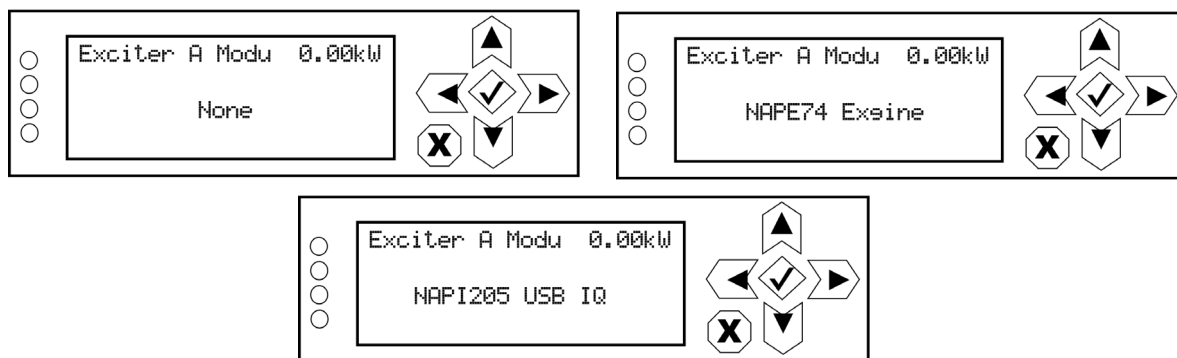 Exciter A Modu 0.00kW
None
Exciter A Modu 0.00kW
NAPE74 Exgine
Exciter A Modu 0.00kW
NAPI205 USB IQ